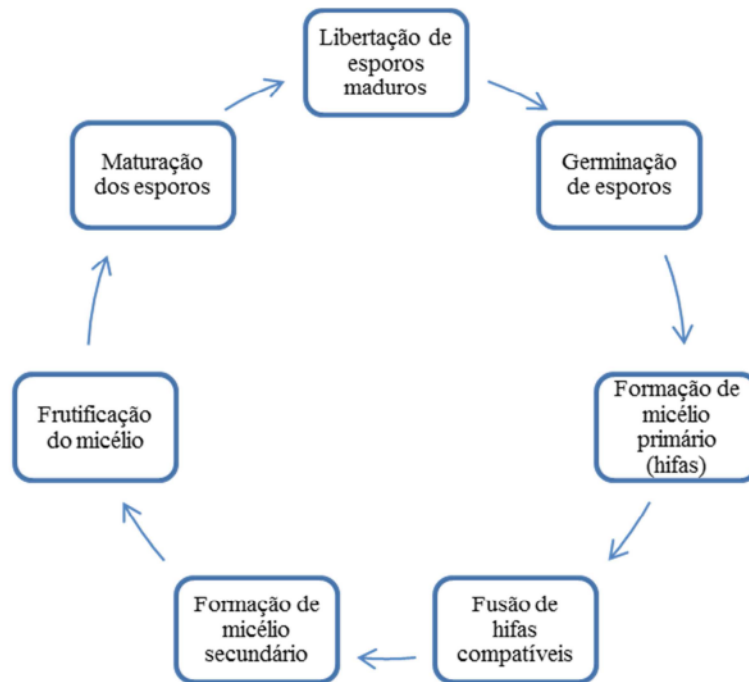 Libertação de
esporos
maduros
Germinação
de esporos
Formação de
micélio
primário
(hifas)
Fusão de
hifas
compatíveis
Formação de
micélio
secundário
Frutificação
do micélio
Maturação
dos esporos